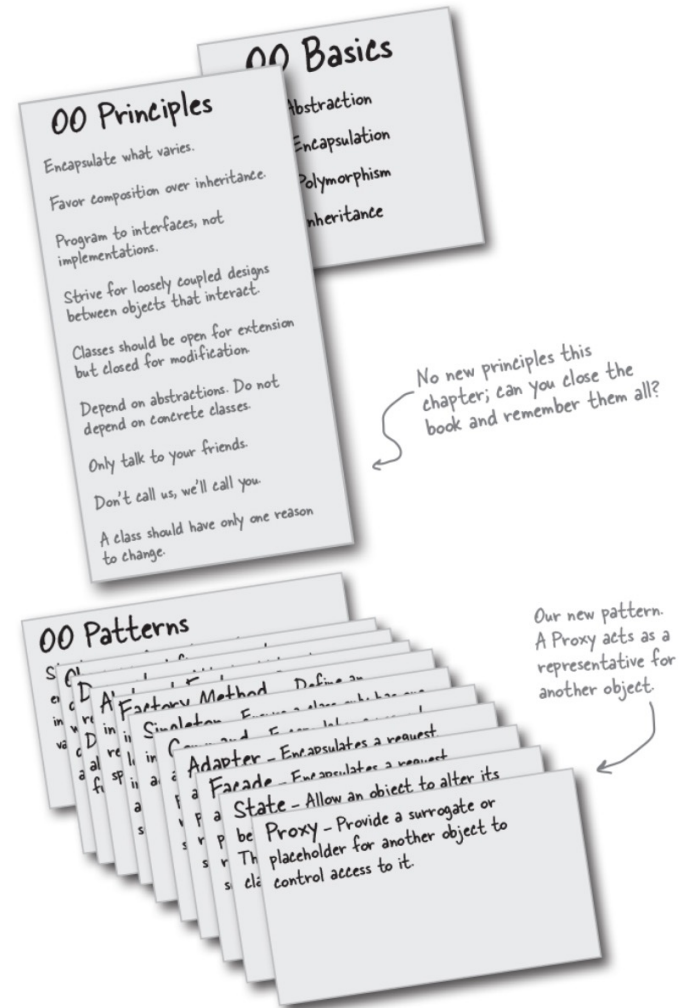 OO Basics
Abstraction
Encapsulation
Polymorphism
Inheritance
OO Principles
Encapsulate what varies.
Favor composition over inheritance.
Program to interfaces, not
implementations.
Strive for loosely coupled designs
between objects that interact.
Classes should be open for extension
but closed for modification.
Depend on abstractions. Do not
depend on concrete classes.
Only talk to your friends.
Don't call us, we'll call you.
A class should have only one reason
to change.
No new principles this
chapter; can you close the
book and remember them all?
OO Patterns
Factory Method - Define an
Singleton
Command
Adapter - Encapsulates a request
Facade - Encapsulates a request
State - Allow an object to alter its
Proxy - Provide a surrogate or
placeholder for another object to
control access to it.
Our new pattern.
A Proxy acts as a
representative for
another object.